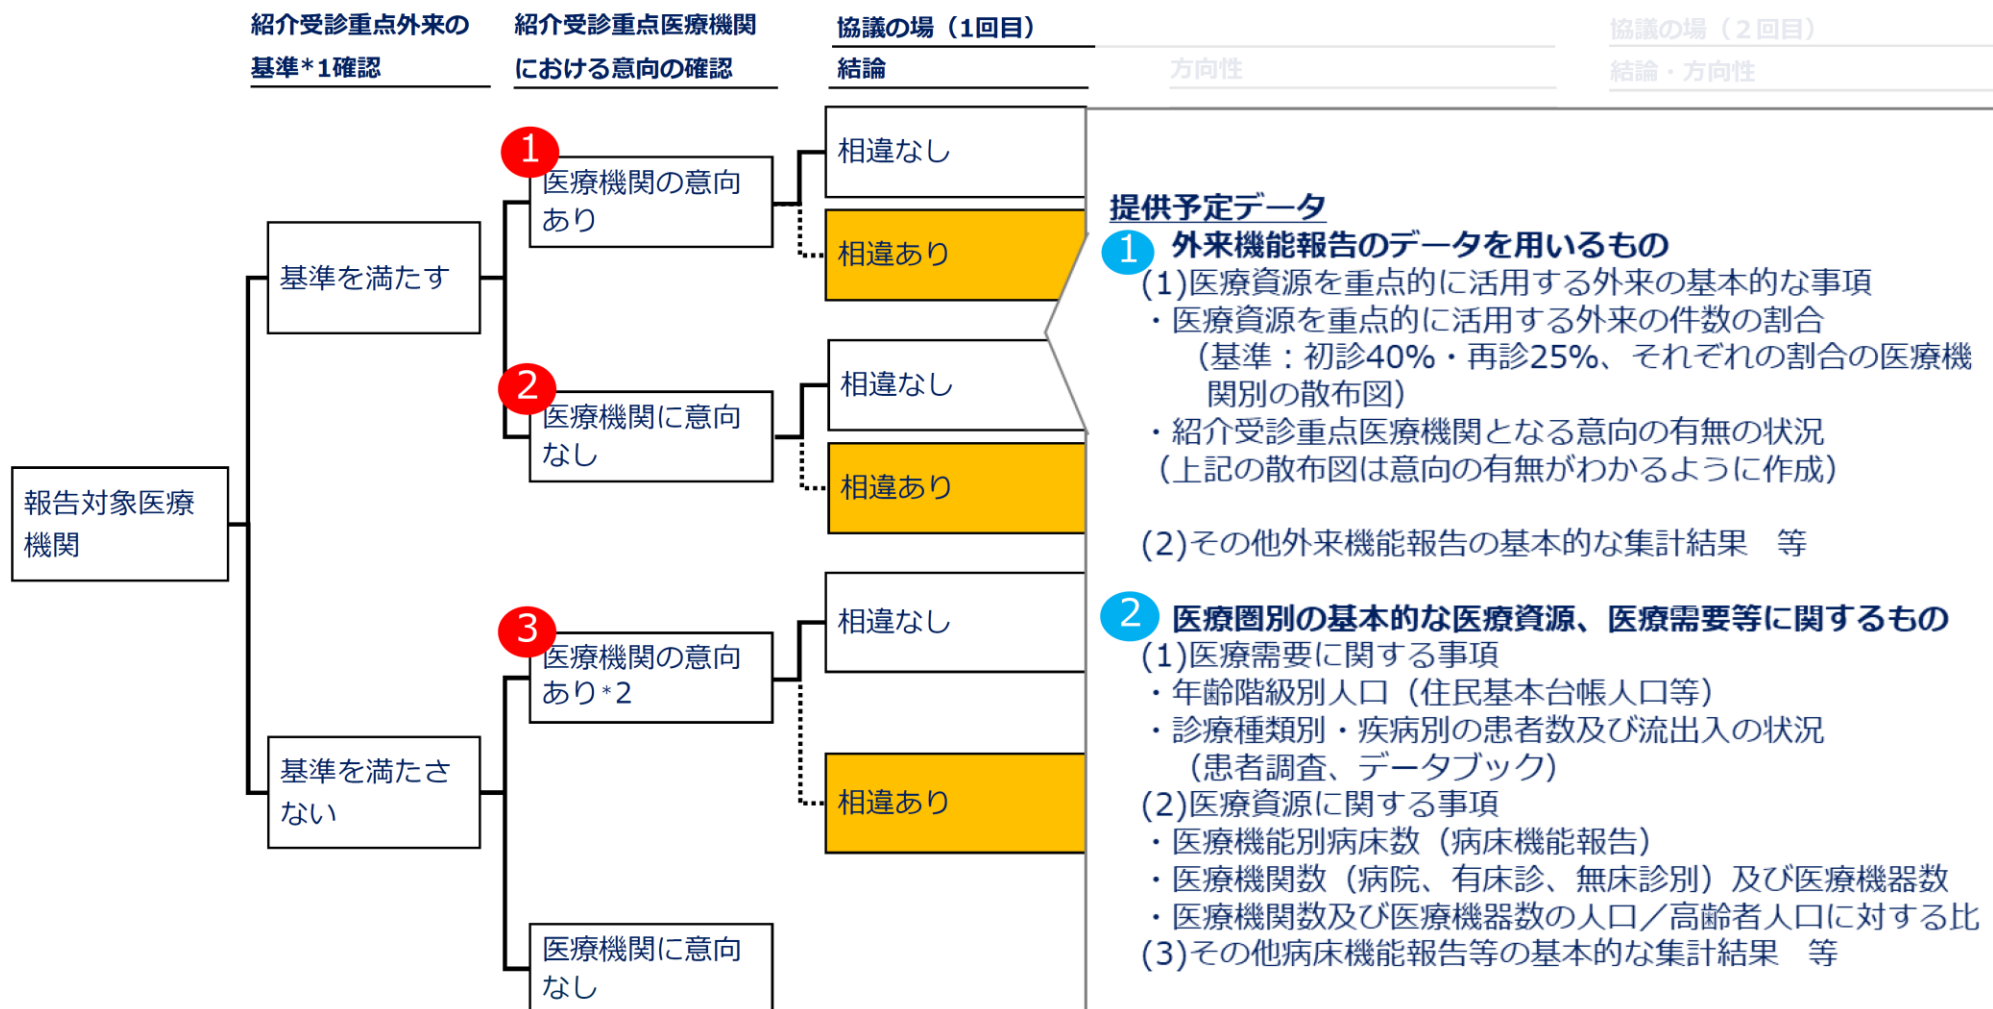 紹介受診重点外来の
基準*1確認
紹介受診重点医療機関
における意向の確認
協議の場（1回目）
結論
方向性
協議の場（２回目）
結論・方向性
報告対象医療
機関
基準を満たす
基準を満たさ
ない
1
医療機関の意向
あり
2
医療機関に意向
なし
3
医療機関の意向
あり*2
医療機関に意向
なし
相違なし
相違あり
相違なし
相違あり
相違なし
相違あり
提供予定データ
1 外来機能報告のデータを用いるもの
(1)医療資源を重点的に活用する外来の基本的な事項
・医療資源を重点的に活用する外来の件数の割合
（基準：初診40%・再診25%、それぞれの割合の医療機
関別の散布図）
・紹介受診重点医療機関となる意向の有無の状況
（上記の散布図は意向の有無がわかるように作成）
(2)その他外来機能報告の基本的な集計結果　等
2 医療圏別の基本的な医療資源、医療需要等に関するもの
(1)医療需要に関する事項
・年齢階級別人口（住民基本台帳人口等）
・診療種類別・疾病別の患者数及び流出入の状況
（患者調査、データブック）
(2)医療資源に関する事項
・医療機能別病床数（病床機能報告）
・医療機関数（病院、有床診、無床診別）及び医療機器数
・医療機関数及び医療機器数の人口／高齢者人口に対する比
(3)その他病床機能報告等の基本的な集計結果　等